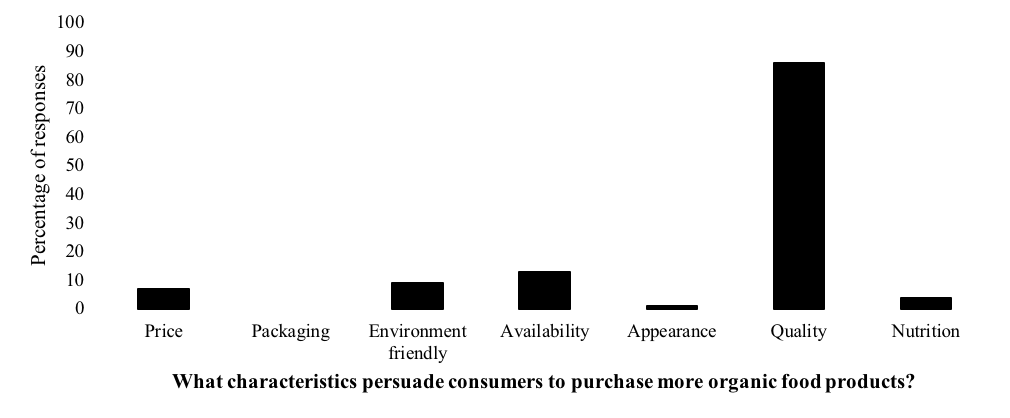 100
90
80
70
60
50
40
30
20
10
0
Percentage of responses
Price
Packaging
Environment
friendly
Availability
Appearance
Quality
Nutrition
What characteristics persuade consumers to purchase more organic food products?